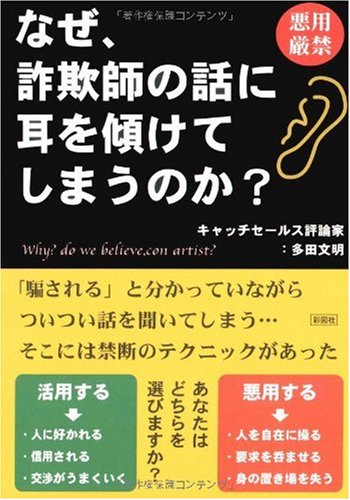 「著作権保護コンテンツ」
悪用
厳禁
なぜ、
詐欺師の話に
耳を傾けて
しまうのか？
キャッチセールス評論家
：多田文明
Why? do we believe,con artist?
「騙される」と分かっていながら
ついつい話を聞いてしまう…
そこには禁断のテクニックがあった
彩図社
活用する
・人に好かれる
・信用される
・交渉がうまくいく
あなたは
どちらを
選びますか？
悪用する
・人を自在に操る
・要求を呑ませる
・身の置き場を失う
「著作権保護コンテンツ」